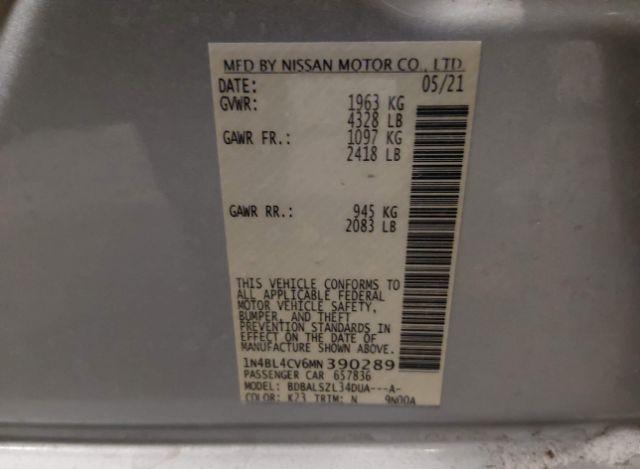 MFD BY NISSAN MOTOR CO., LTD.
DATE: 05/21
GVWR: 1963 KG
4328 LB
GAWR FR.: 1097 KG
2418 LB
GAWR RR.: 945 KG
2083 LB
THIS VEHICLE CONFORMS TO
ALL APPLICABLE FEDERAL
MOTOR VEHICLE SAFETY,
BUMPER, AND THEFT
PREVENTION STANDARDS IN
EFFECT ON THE DATE OF
MANUFACTURE SHOWN ABOVE.
1N4BL4CV6MN390289
PASSENGER CAR 657836
MODEL: BDBALSZL34DUA---A-
COLOR: K23 TRIM: N 9N00A